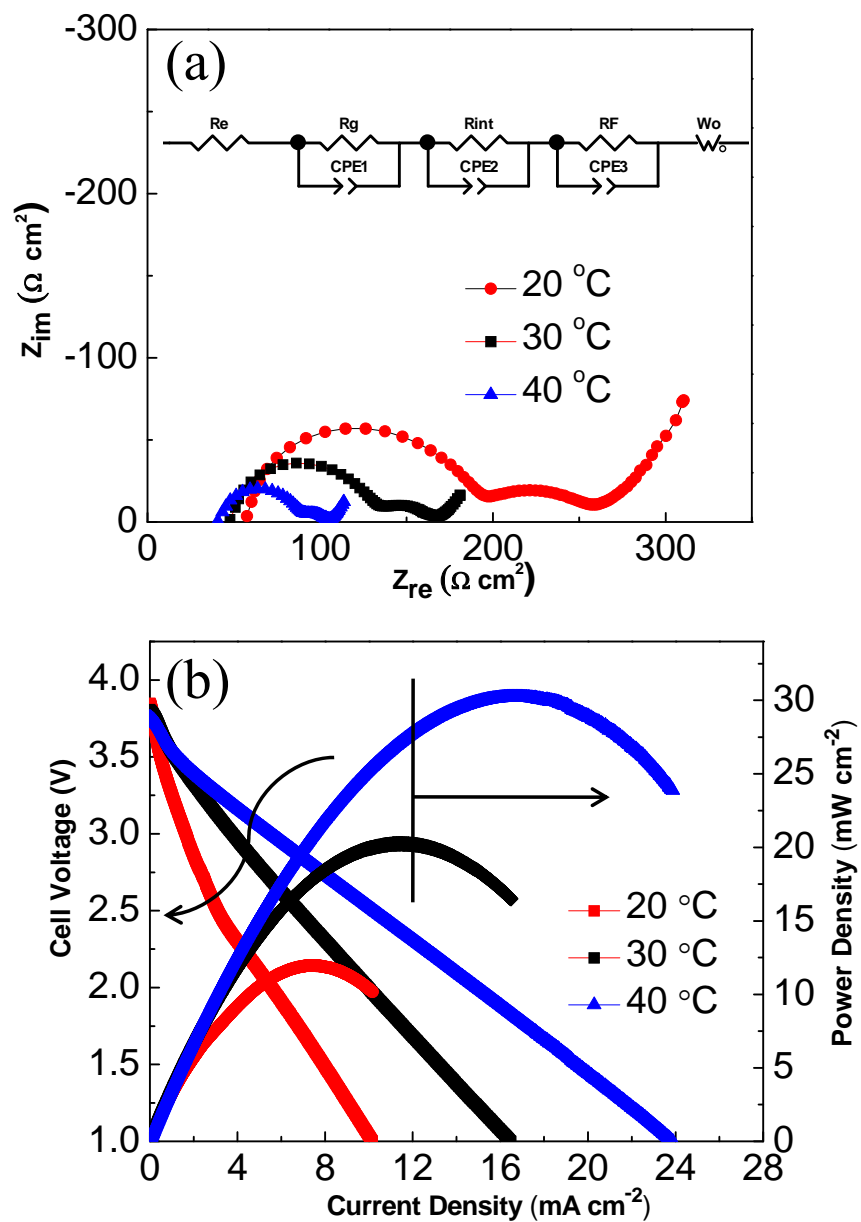 (a)
-300
-200
-100
0
Z_im (Ω cm²)
Re Rg Rint RF Wo
CPE1 CPE2 CPE3
20 °C
30 °C
40 °C
0 100 200 300
Z_re (Ω cm²)
(b)
4.0
3.5
3.0
2.5
2.0
1.5
1.0
Cell Voltage (V)
30
25
20
15
10
5
0
Power Density (mW cm⁻²)
20 °C
30 °C
40 °C
0 4 8 12 16 20 24 28
Current Density (mA cm⁻²)